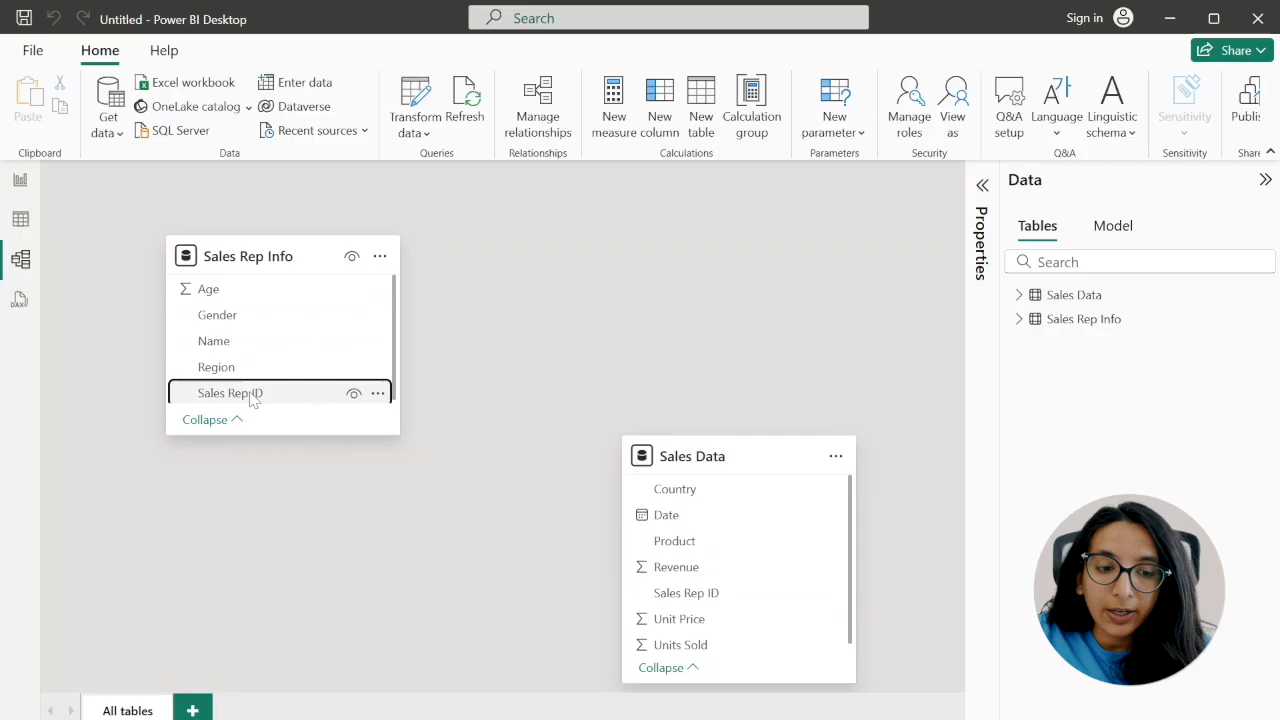 Untitled - Power BI Desktop
Search
Sign in
File
Home
Help
Share
Paste
Clipboard
Get data
Excel workbook
OneLake catalog
SQL Server
Enter data
Dataverse
Recent sources
Data
Transform data
Refresh
Queries
Manage relationships
Relationships
New measure
New column
New table
Calculation group
Calculations
New parameter
Parameters
Manage roles
View as
Security
Q&A setup
Language
Linguistic schema
Q&A
Sensitivity
Sensitivity
Publis
Shar
DAX
Sales Rep Info
Age
Gender
Name
Region
Sales Rep ID
Collapse
Sales Data
Country
Date
Product
Revenue
Sales Rep ID
Unit Price
Units Sold
Collapse
Properties
Data
Tables
Model
Search
Sales Data
Sales Rep Info
All tables